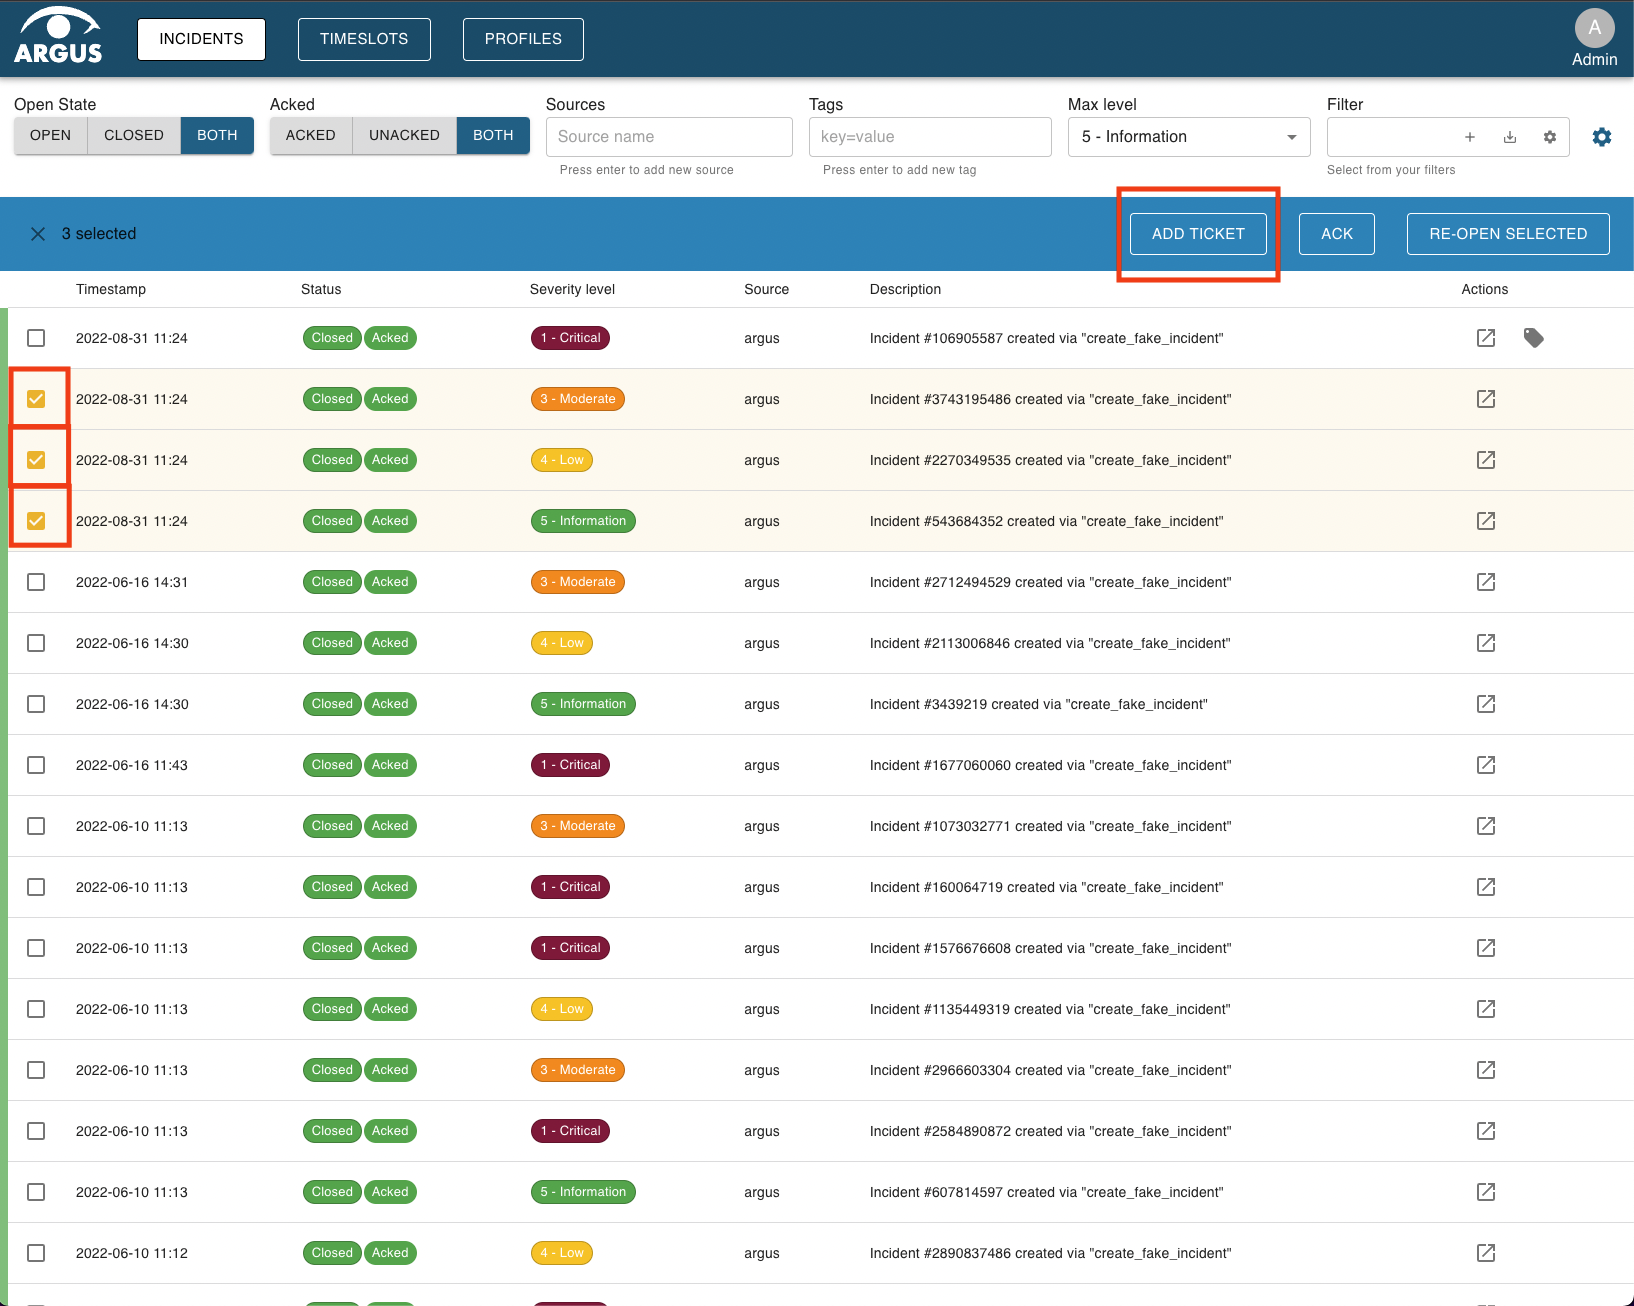 ARGUS
INCIDENTS TIMESLOTS PROFILES
A
Admin
Open State Acked Sources Tags Max level Filter
OPEN CLOSED BOTH ACKED UNACKED BOTH Source name key=value 5 - Information
Press enter to add new source Press enter to add new tag Select from your filters
3 selected ADD TICKET ACK RE-OPEN SELECTED
Timestamp Status Severity level Source Description Actions
2022-08-31 11:24 Closed Acked 1 - Critical argus Incident #106905587 created via "create_fake_incident"
2022-08-31 11:24 Closed Acked 3 - Moderate argus Incident #3743195486 created via "create_fake_incident"
2022-08-31 11:24 Closed Acked 4 - Low argus Incident #2270349535 created via "create_fake_incident"
2022-08-31 11:24 Closed Acked 5 - Information argus Incident #543684352 created via "create_fake_incident"
2022-06-16 14:31 Closed Acked 3 - Moderate argus Incident #2712494529 created via "create_fake_incident"
2022-06-16 14:30 Closed Acked 4 - Low argus Incident #2113006846 created via "create_fake_incident"
2022-06-16 14:30 Closed Acked 5 - Information argus Incident #3439219 created via "create_fake_incident"
2022-06-16 11:43 Closed Acked 1 - Critical argus Incident #1677060060 created via "create_fake_incident"
2022-06-10 11:13 Closed Acked 3 - Moderate argus Incident #1073032771 created via "create_fake_incident"
2022-06-10 11:13 Closed Acked 1 - Critical argus Incident #160064719 created via "create_fake_incident"
2022-06-10 11:13 Closed Acked 1 - Critical argus Incident #1576676608 created via "create_fake_incident"
2022-06-10 11:13 Closed Acked 4 - Low argus Incident #1135449319 created via "create_fake_incident"
2022-06-10 11:13 Closed Acked 3 - Moderate argus Incident #2966603304 created via "create_fake_incident"
2022-06-10 11:13 Closed Acked 1 - Critical argus Incident #2584890872 created via "create_fake_incident"
2022-06-10 11:13 Closed Acked 5 - Information argus Incident #607814597 created via "create_fake_incident"
2022-06-10 11:12 Closed Acked 4 - Low argus Incident #2890837486 created via "create_fake_incident"